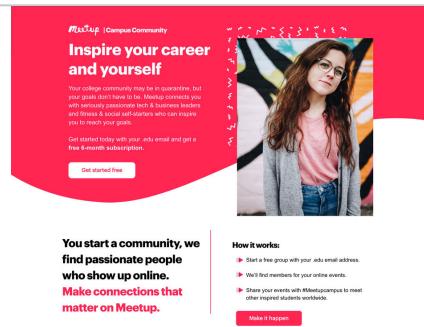 Meetup | Campus Community
Inspire your career
and yourself
Your college community may be in quarantine, but
your goals don't have to be. Meetup connects you
with seriously passionate tech & business leaders
and fitness & social self-starters who can inspire
you to reach your goals.
Get started today with your .edu email and get a
free 6-month subscription.
Get started free
You start a community, we
find passionate people
who show up online.
Make connections that
matter on Meetup.
How it works:
Start a free group with your .edu email address.
We'll find members for your online events.
Share your events with #Meetupcampus to meet
other inspired students worldwide.
Make it happen